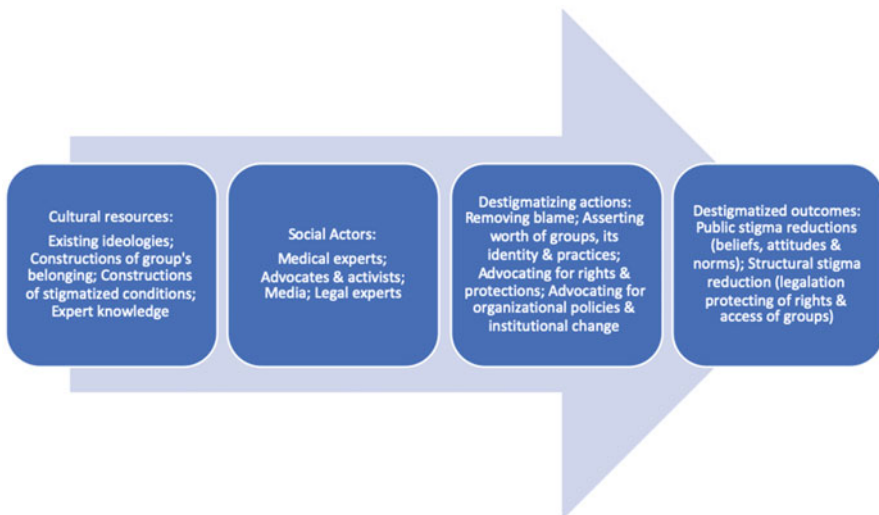 Cultural resources:
Existing ideologies;
Constructions of group's
belonging; Constructions
of stigmatized conditions;
Expert knowledge
Social Actors:
Medical experts;
Advocates & activists;
Media; Legal experts
Destigmatizing actions:
Removing blame; Asserting
worth of groups, its
identity & practices;
Advocating for rights &
protections; Advocating for
organizational policies &
institutional change
Destigmatized outcomes:
Public stigma reductions
(beliefs, attitudes &
norms); Structural stigma
reduction (legalation
protecting of rights &
access of groups)